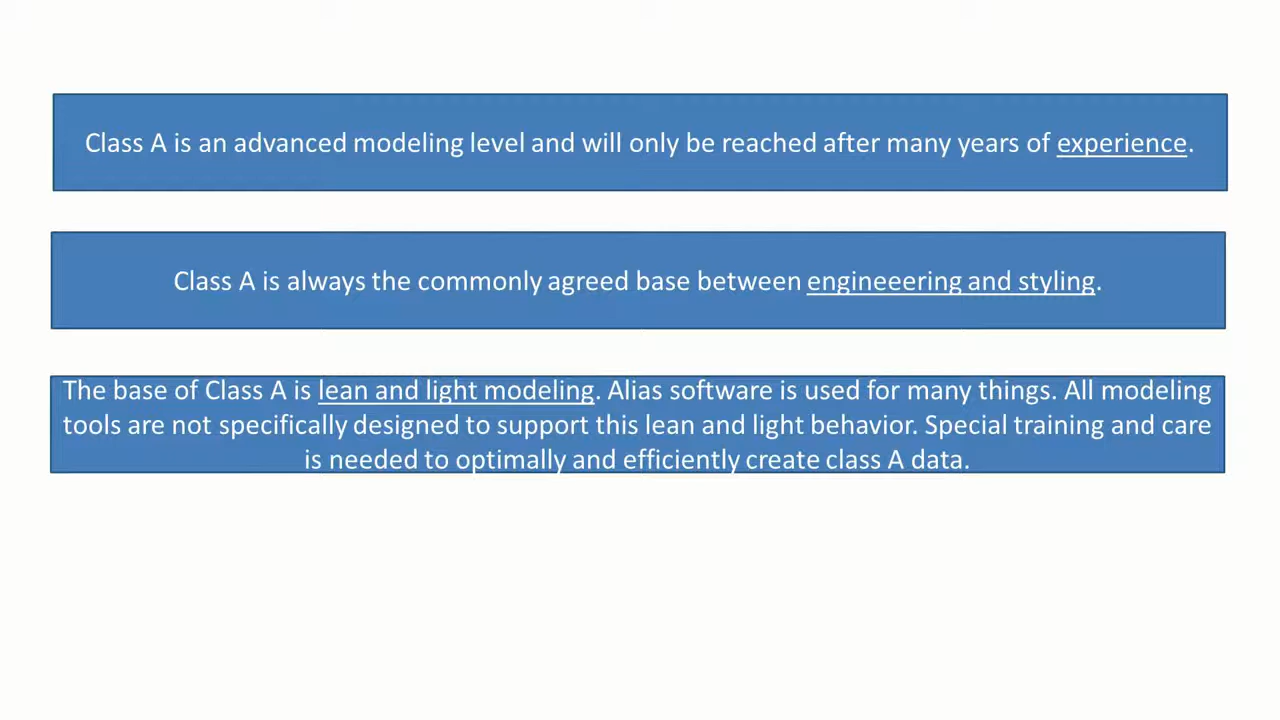 Class A is an advanced modeling level and will only be reached after many years of experience.
Class A is always the commonly agreed base between engineeering and styling.
The base of Class A is lean and light modeling. Alias software is used for many things. All modeling
tools are not specifically designed to support this lean and light behavior. Special training and care
is needed to optimally and efficiently create class A data.